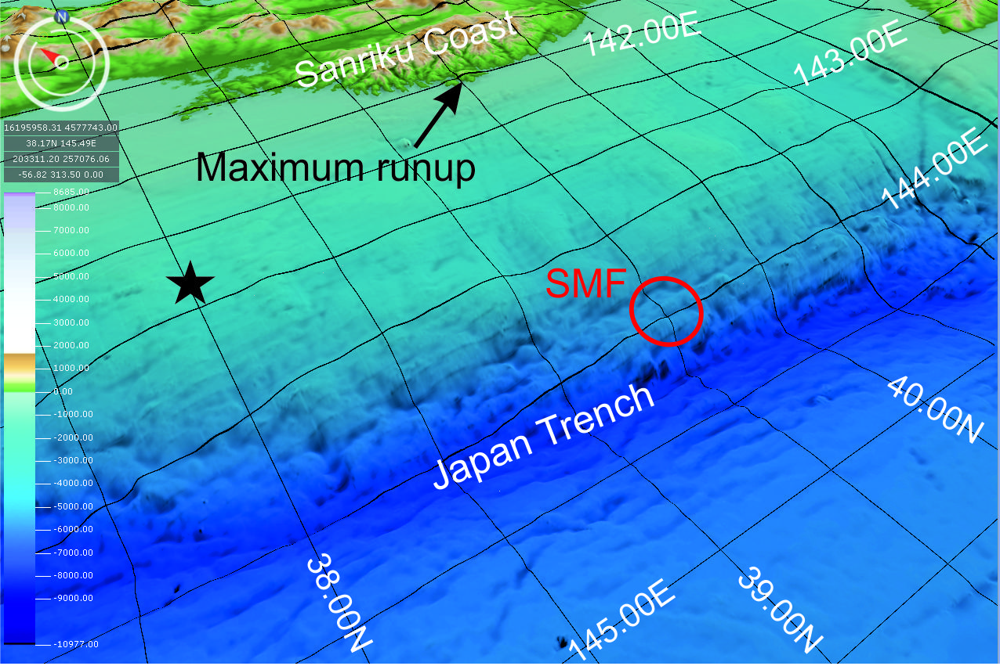 N
Sanriku Coast
142.00E
143.00E
16195958.31 4577743.00
38.17N 145.49E
203311.20 257076.06
-56.82 313.50 0.00
Maximum runup
144.00E
8685.00
8000.00
7000.00
6000.00
5000.00
4000.00
3000.00
2000.00
1000.00
0.00
-1000.00
-2000.00
-3000.00
-4000.00
-5000.00
-6000.00
-7000.00
-8000.00
-9000.00
-10977.00
SMF
Japan Trench
40.00N
38.00N
145.00E
39.00N